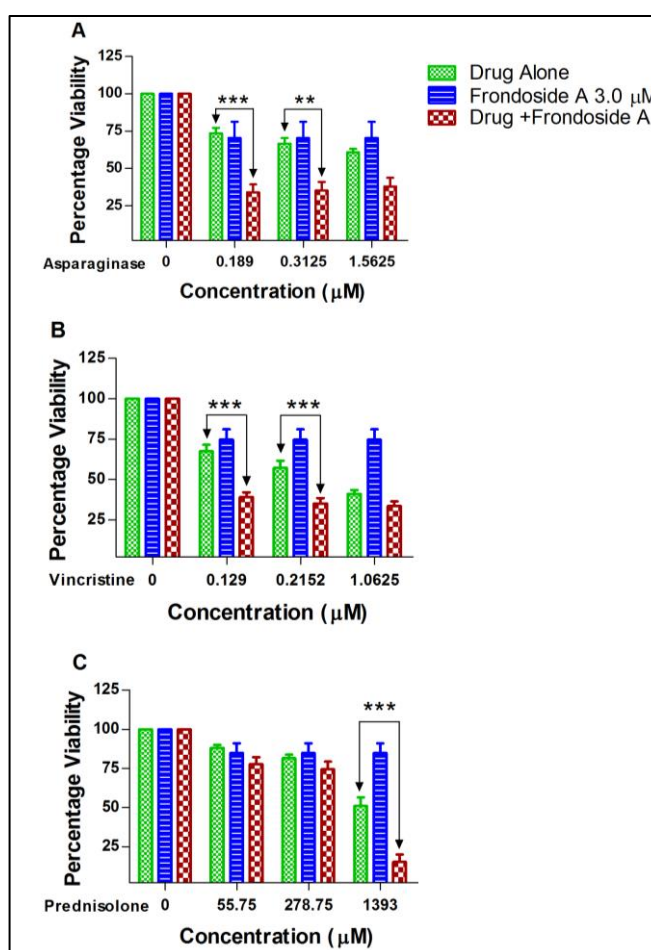 A
125
100
75
50
25
Percentage Viability
*** **
Asparaginase 0 0.189 0.3125 1.5625
Concentration (μM)
Drug Alone
Frondoside A 3.0 μM
Drug +Frondoside A
B
125
100
75
50
25
Percentage Viability
*** ***
Vincristine 0 0.129 0.2152 1.0625
Concentration (μM)
C
125
100
75
50
25
Percentage Viability
***
Prednisolone 0 55.75 278.75 1393
Concentration (μM)